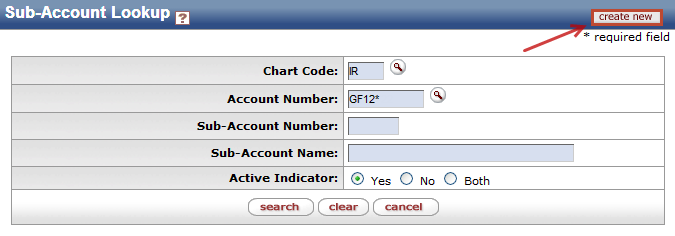 Sub-Account Lookup ? create new
* required field
Chart Code: IR
Account Number: GF12*
Sub-Account Number:
Sub-Account Name:
Active Indicator: Yes No Both
search clear cancel